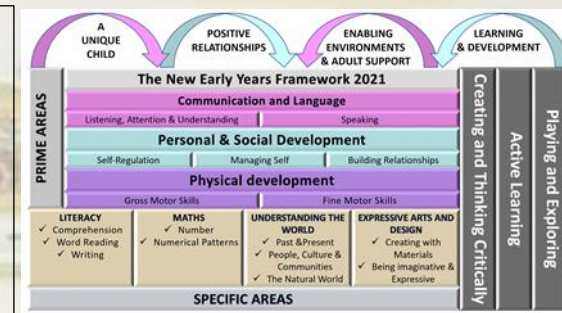 A
UNIQUE
CHILD
POSITIVE
RELATIONSHIPS
ENABLING
ENVIRONMENTS
& ADULT SUPPORT
LEARNING
& DEVELOPMENT
PRIME AREAS
The New Early Years Framework 2021
Communication and Language
Listening, Attention & Understanding
Speaking
Personal & Social Development
Self-Regulation
Managing Self
Building Relationships
Physical development
Gross Motor Skills
Fine Motor Skills
LITERACY
✓ Comprehension
✓ Word Reading
✓ Writing
MATHS
✓ Number
✓ Numerical Patterns
UNDERSTANDING THE
WORLD
✓ Past &Present
✓ People, Culture &
Communities
✓ The Natural World
EXPRESSIVE ARTS AND
DESIGN
✓ Creating with
Materials
✓ Being imaginative &
Expressive
SPECIFIC AREAS
Creating and Thinking Critically
Active Learning
Playing and Exploring